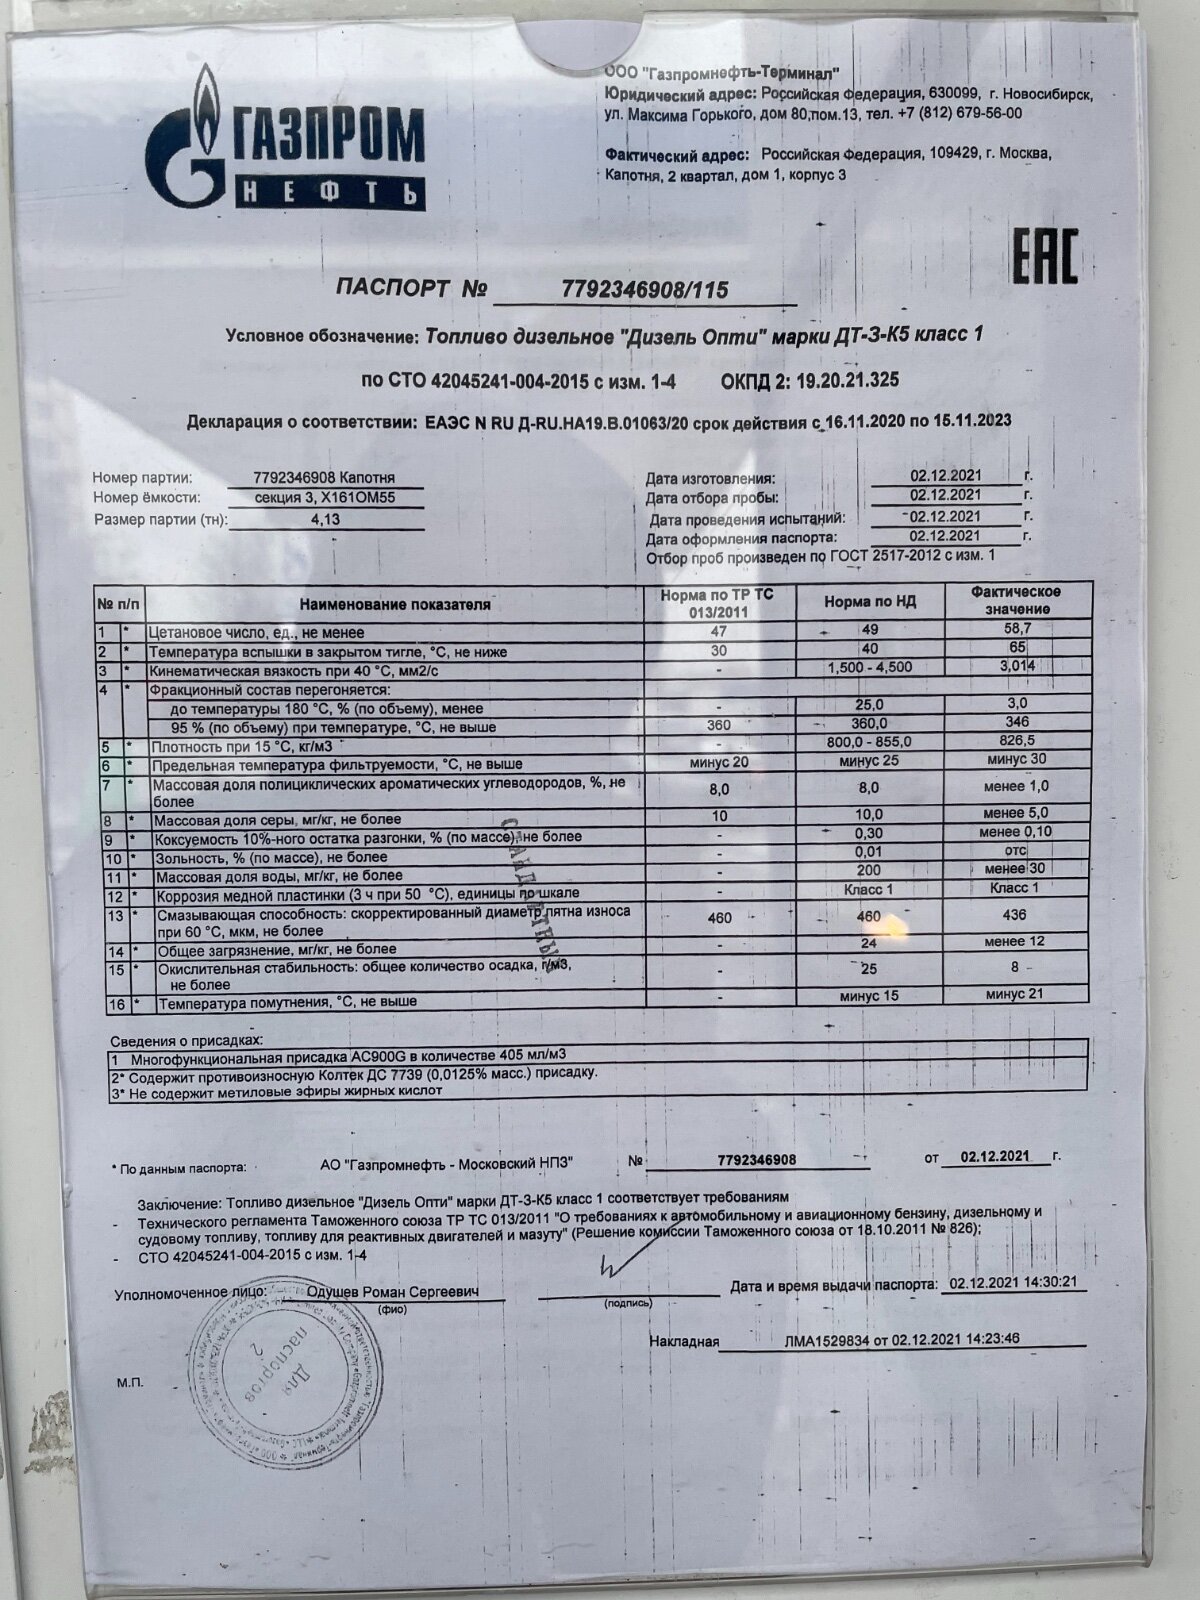 ГАЗПРОМ
НЕФТЬ
ООО "Газпромнефть-Терминал"
Юридический адрес: Российская Федерация, 630099, г. Новосибирск,
ул. Максима Горького, дом 80,пом.13, тел. +7 (812) 679-56-00
Фактический адрес: Российская Федерация, 109429, г. Москва,
Капотня, 2 квартал, дом 1, корпус 3
ЕАС
ПАСПОРТ № 7792346908/115
Условное обозначение: Топливо дизельное "Дизель Опти" марки ДТ-З-К5 класс 1
по СТО 42045241-004-2015 с изм. 1-4 ОКПД 2: 19.20.21.325
Декларация о соответствии: ЕАЭС N RU Д-RU.НА19.В.01063/20 срок действия с 16.11.2020 по 15.11.2023
Номер партии: 7792346908 Капотня
Номер ёмкости: секция 3, Х161ОМ55
Размер партии (тн): 4,13
Дата изготовления: 02.12.2021 г.
Дата отбора пробы: 02.12.2021 г.
Дата проведения испытаний: 02.12.2021 г.
Дата оформления паспорта: 02.12.2021 г.
Отбор проб произведен по ГОСТ 2517-2012 с изм. 1
№ п/п Наименование показателя Норма по ТР ТС 013/2011 Норма по НД Фактическое значение
1 * Цетановое число, ед., не менее 47 49 58,7
2 * Температура вспышки в закрытом тигле, °С, не ниже 30 40 65
3 * Кинематическая вязкость при 40 °С, мм2/с - 1,500 - 4,500 3,014
4 * Фракционный состав перегоняется:
до температуры 180 °С, % (по объему), менее - 25,0 3,0
95 % (по объему) при температуре, °С, не выше 360 360,0 346
5 * Плотность при 15 °С, кг/м3 - 800,0 - 855,0 826,5
6 * Предельная температура фильтруемости, °С, не выше минус 20 минус 25 минус 30
7 * Массовая доля полициклических ароматических углеводородов, %, не
более 8,0 8,0 менее 1,0
8 * Массовая доля серы, мг/кг, не более 10 10,0 менее 5,0
9 * Коксуемость 10%-ного остатка разгонки, % (по массе), не более - 0,30 менее 0,10
10 * Зольность, % (по массе), не более - 0,01 отс
11 * Массовая доля воды, мг/кг, не более - 200 менее 30
12 * Коррозия медной пластинки (3 ч при 50 °С), единицы по шкале - Класс 1 Класс 1
13 * Смазывающая способность: скорректированный диаметр пятна износа
при 60 °С, мкм, не более 460 460 436
14 * Общее загрязнение, мг/кг, не более - 24 менее 12
15 * Окислительная стабильность: общее количество осадка, г/м3,
не более - 25 8
16 * Температура помутнения, °С, не выше - минус 15 минус 21
Сведения о присадках:
1 Многофункциональная присадка АС900G в количестве 405 мл/м3
2* Содержит противоизносную Колтек ДС 7739 (0,0125% масс.) присадку.
3* Не содержит метиловые эфиры жирных кислот
* По данным паспорта: АО "Газпромнефть - Московский НПЗ" № 7792346908 от 02.12.2021 г.
Заключение: Топливо дизельное "Дизель Опти" марки ДТ-З-К5 класс 1 соответствует требованиям
- Технического регламента Таможенного союза ТР ТС 013/2011 "О требованиях к автомобильному и авиационному бензину, дизельному и
судовому топливу, топливу для реактивных двигателей и мазуту" (Решение комиссии Таможенного союза от 18.10.2011 № 826);
- СТО 42045241-004-2015 с изм. 1-4
Уполномоченное лицо: Одушев Роман Сергеевич
(фио)
(подпись)
Дата и время выдачи паспорта: 02.12.2021 14:30:21
Накладная ЛМА1529834 от 02.12.2021 14:23:46
М.П.
Для
паспортов
2